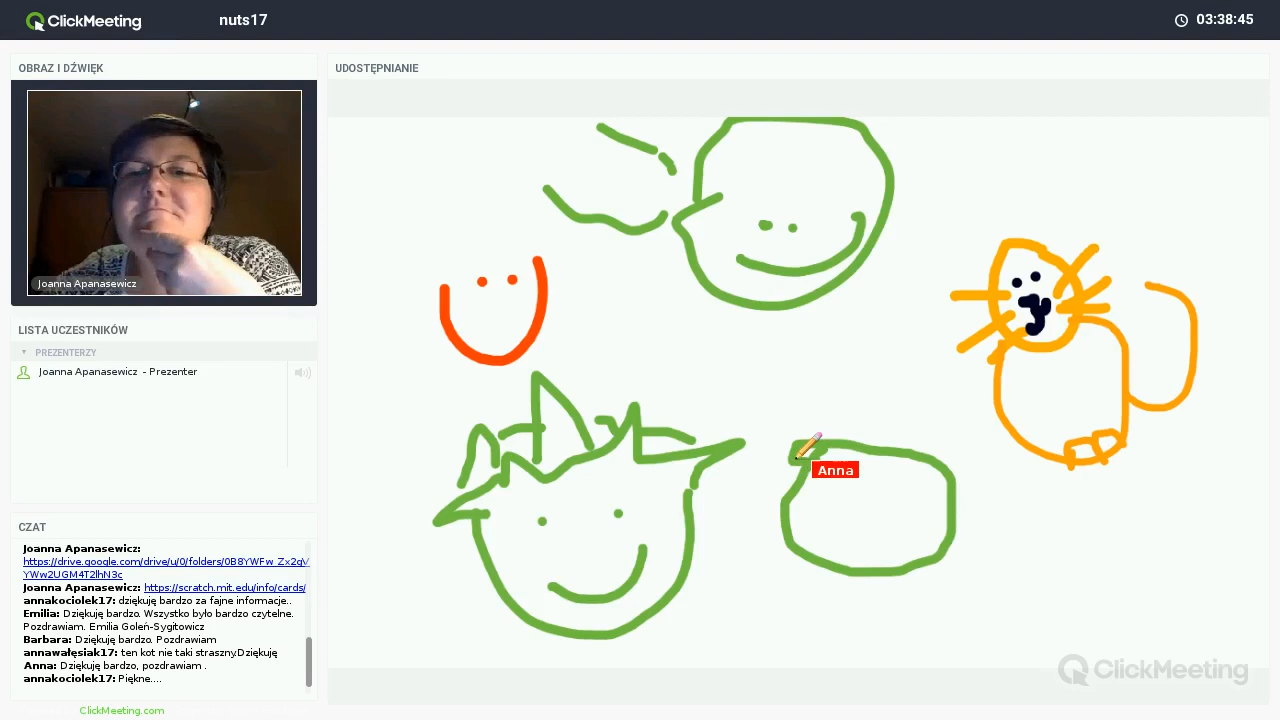 ClickMeeting
nuts17
03:38:45
OBRAZ I DŹWIĘK
UDOSTĘPNIANIE
Joanna Apanasewicz
LISTA UCZESTNIKÓW
PREZENTERZY
Joanna Apanasewicz - Prezenter
Anna
CZAT
Joanna Apanasewicz:
https://drive.google.com/drive/u/0/folders/0B8YWFw_Zx2gV
YWw2UGM4T2lhN3c
Joanna Apanasewicz: https://scratch.mit.edu/info/cards/
annakociolek17: dziękuję bardzo za fajne informacje..
Emilia: Dziękuję bardzo. Wszystko było bardzo czytelne.
Pozdrawiam. Emilia Goleń-Sygitowicz
Barbara: Dziękuję bardzo. Pozdrawiam
annawałęsiak17: ten kot nie taki straszny.Dziękuję
Anna: Dziękuję bardzo, pozdrawiam .
annakociolek17: Piękne....
ClickMeeting
ClickMeeting.com